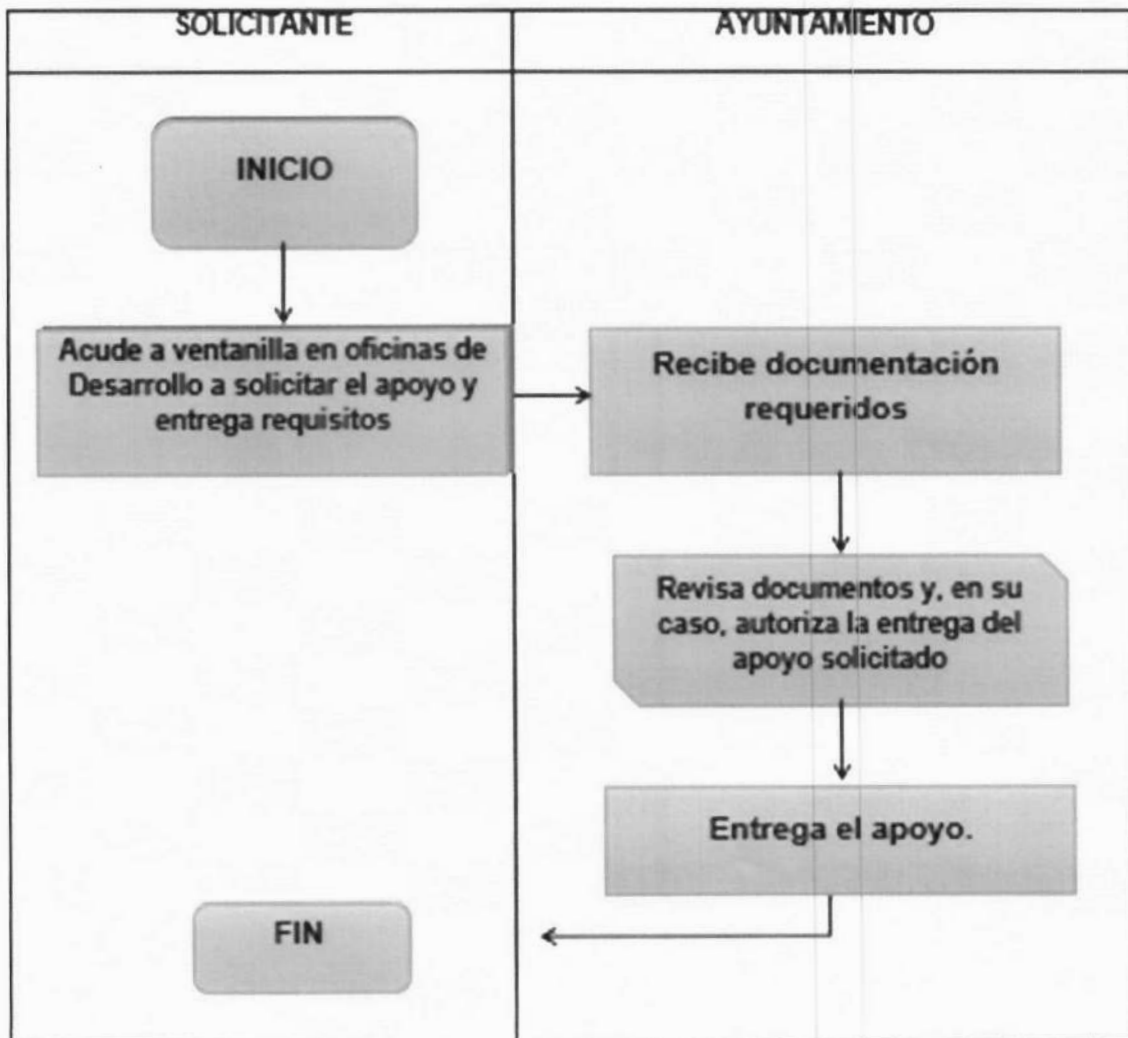 SOLICITANTE
AYUNTAMIENTO
INICIO
Acude a ventanilla en oficinas de
Desarrollo a solicitar el apoyo y
entrega requisitos
Recibe documentación
requeridos
Revisa documentos y, en su
caso, autoriza la entrega del
apoyo solicitado
Entrega el apoyo.
FIN